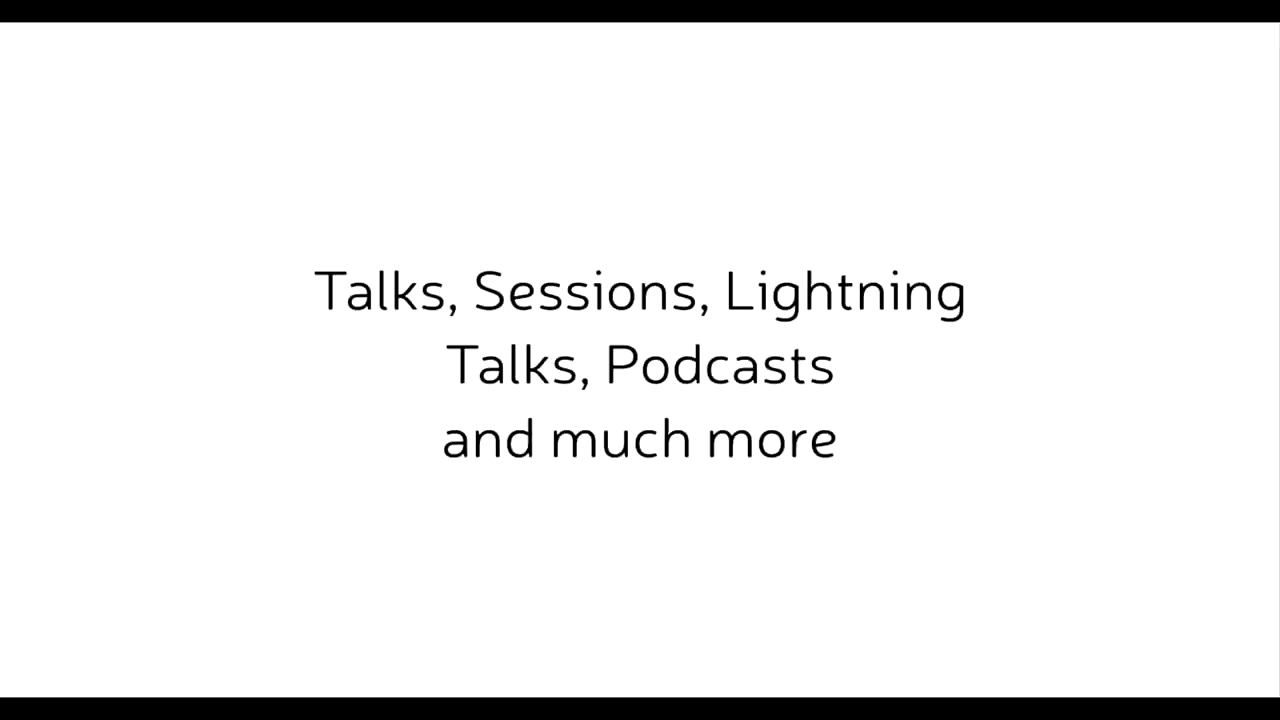 Talks, Sessions, Lightning
Talks, Podcasts
and much more